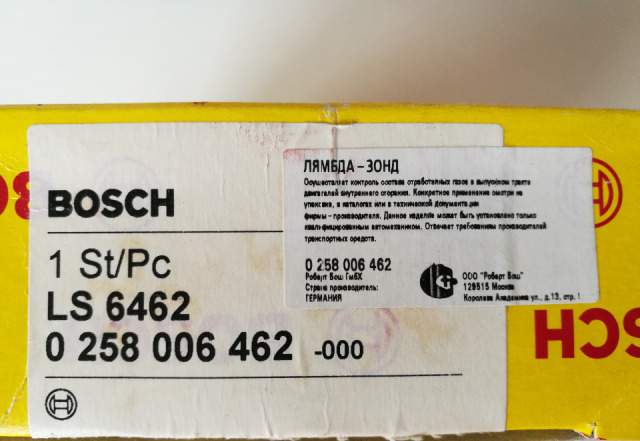 BOSCH
1 St/Pc
LS 6462
0 258 006 462 -000
ЛЯМБДА - ЗОНД
Осуществляет контроль состава отработанных газов в выпускном тракте
двигателей внутреннего сгорания. Конкретное применение смотри на
упаковке, в каталогах или в технической документации
фирмы - производителя. Данное изделие может быть установлено только
квалифицированным автомехаником. Отвечает требованиям производителей
транспортных средств.
0 258 006 462
Роберт Бош ГмбХ
Страна производитель:
ГЕРМАНИЯ
ООО "Роберт Бош"
129515 Москва
Королева Академика ул., д.13, стр.
SCH